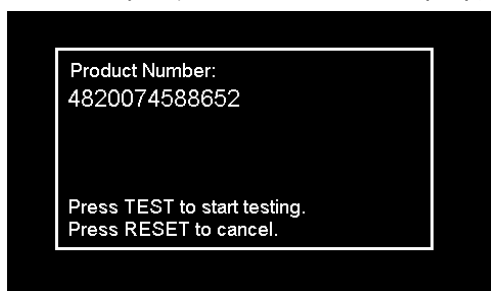 Product Number:
4820074588652
Press TEST to start testing.
Press RESET to cancel.